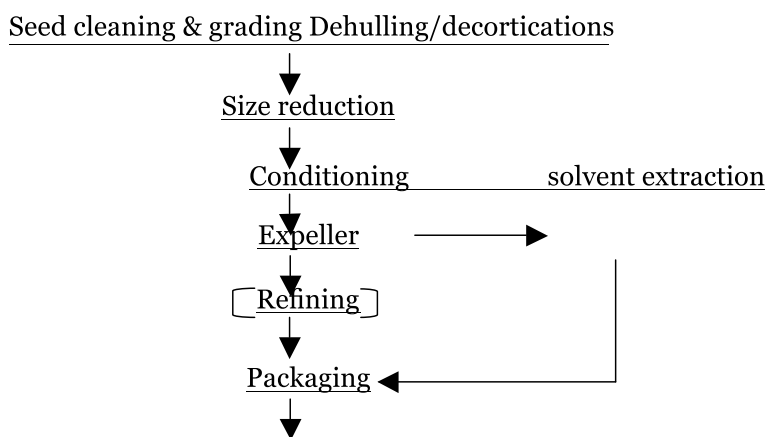 Seed cleaning & grading Dehulling/decortications
Size reduction
Conditioning solvent extraction
Expeller
Refining
Packaging